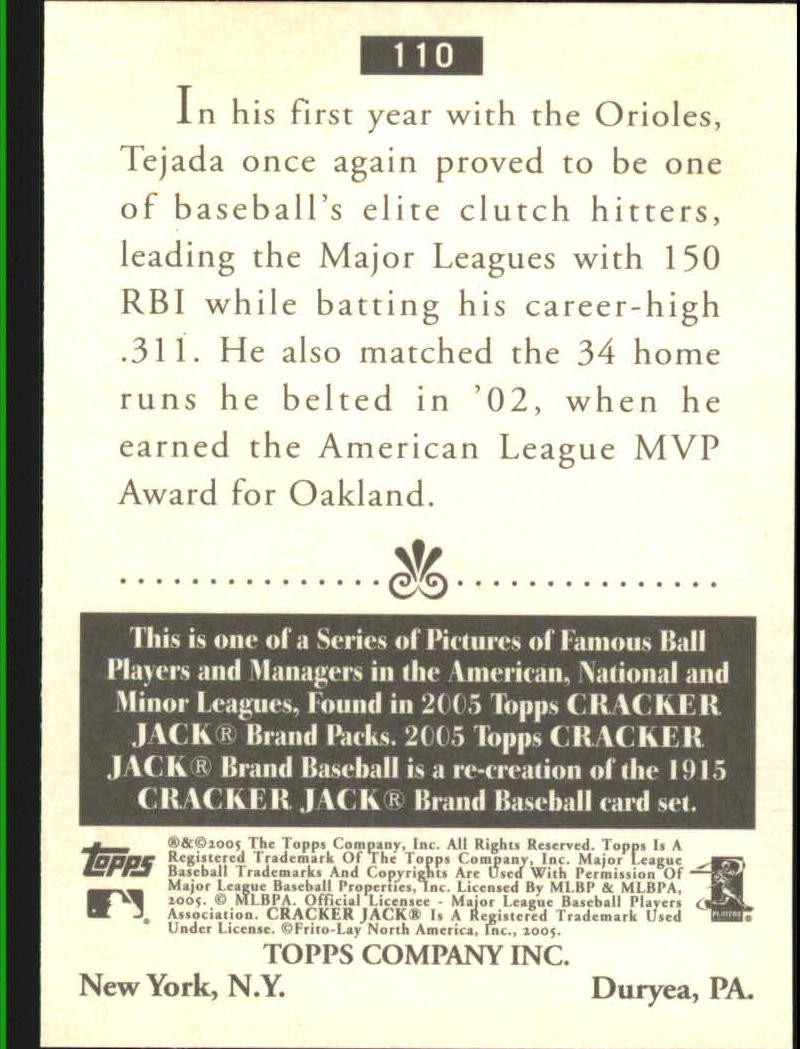 110
In his first year with the Orioles,
Tejada once again proved to be one
of baseball's elite clutch hitters,
leading the Major Leagues with 150
RBI while batting his career-high
.311. He also matched the 34 home
runs he belted in '02, when he
earned the American League MVP
Award for Oakland.
This is one of a Series of Pictures of Famous Ball
Players and Managers in the American, National and
Minor Leagues, Found in 2005 Topps CRACKER
JACK® Brand Packs. 2005 Topps CRACKER
JACK® Brand Baseball is a re-creation of the 1915
CRACKER JACK® Brand Baseball card set.
Topps
®&©2005 The Topps Company, Inc. All Rights Reserved. Topps Is A
Registered Trademark Of The Topps Company, Inc. Major League
Baseball Trademarks And Copyrights Are Used With Permission Of
Major League Baseball Properties, Inc. Licensed By MLBP & MLBPA,
2005. © MLBPA. Official Licensee - Major League Baseball Players
Association. CRACKER JACK® Is A Registered Trademark Used
Under License. ©Frito-Lay North America, Inc., 2005.
PLAYERS
TOPPS COMPANY INC.
New York, N.Y. Duryea, PA.